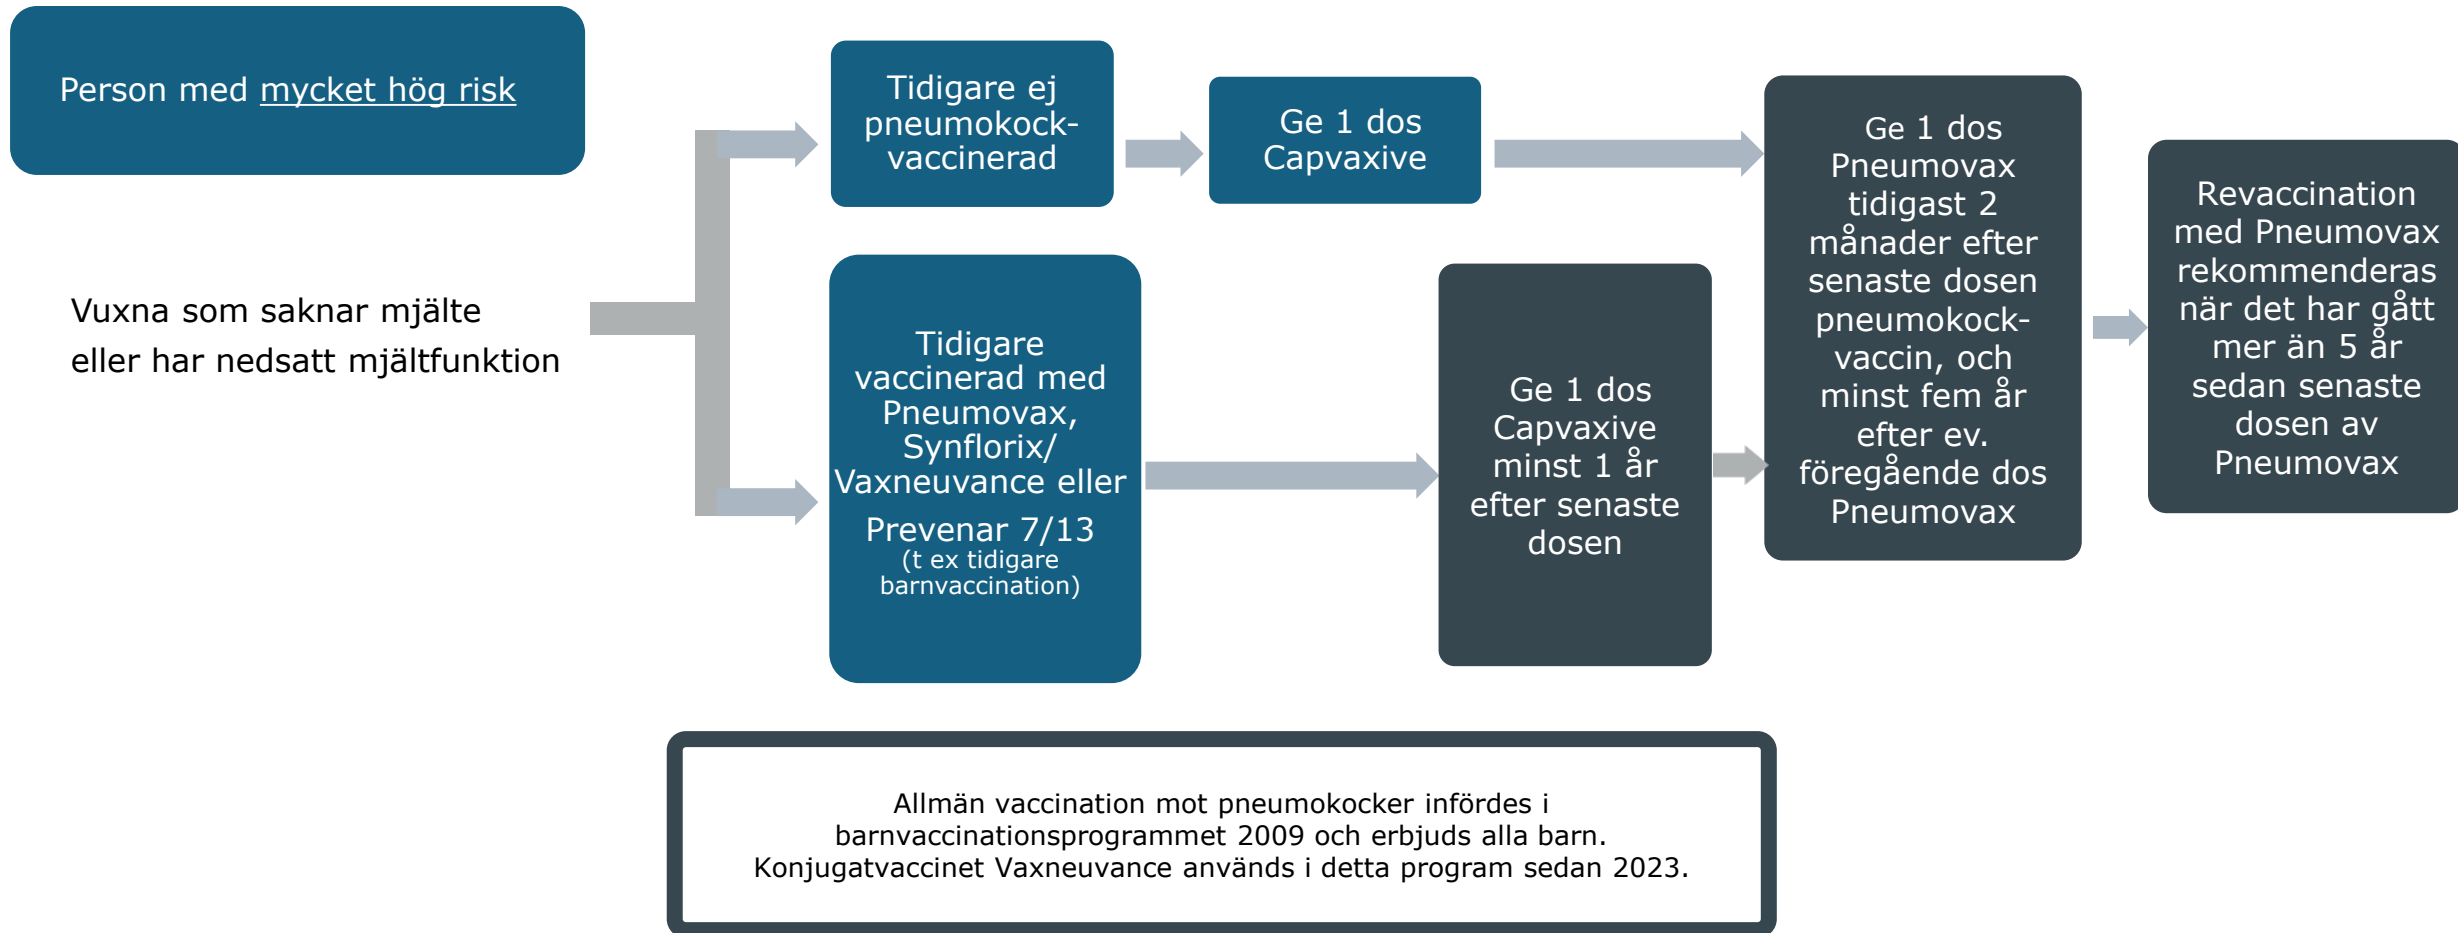 Person med mycket hög risk
Vuxna som saknar mjälte
eller har nedsatt mjältfunktion
Tidigare ej
pneumokock-
vaccinerad
Ge 1 dos
Capvaxive
Tidigare
vaccinerad med
Pneumovax,
Synflorix/
Vaxneuvance eller
Prevenar 7/13
(t ex tidigare
barnvaccination)
Ge 1 dos
Capvaxive
minst 1 år
efter senaste
dosen
Ge 1 dos
Pneumovax
tidigast 2
månader efter
senaste dosen
pneumokock-
vaccin, och
minst fem år
efter ev.
föregående dos
Pneumovax
Revaccination
med Pneumovax
rekommenderas
när det har gått
mer än 5 år
sedan senaste
dosen av
Pneumovax
Allmän vaccination mot pneumokocker infördes i
barnvaccinationsprogrammet 2009 och erbjuds alla barn.
Konjugatvaccinet Vaxneuvance används i detta program sedan 2023.